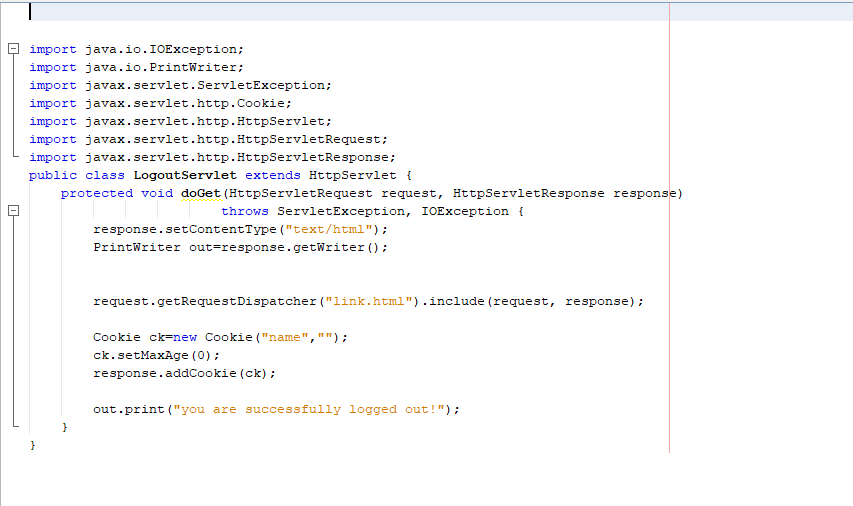 import java.io.IOException;
import java.io.PrintWriter;
import javax.servlet.ServletException;
import javax.servlet.http.Cookie;
import javax.servlet.http.HttpServlet;
import javax.servlet.http.HttpServletRequest;
import javax.servlet.http.HttpServletResponse;
public class LogoutServlet extends HttpServlet {
    protected void doGet(HttpServletRequest request, HttpServletResponse response)
                        throws ServletException, IOException {
        response.setContentType("text/html");
        PrintWriter out=response.getWriter();
        request.getRequestDispatcher("link.html").include(request, response);
        Cookie ck=new Cookie("name","");
        ck.setMaxAge(0);
        response.addCookie(ck);
        out.print("you are successfully logged out!");
    }
}